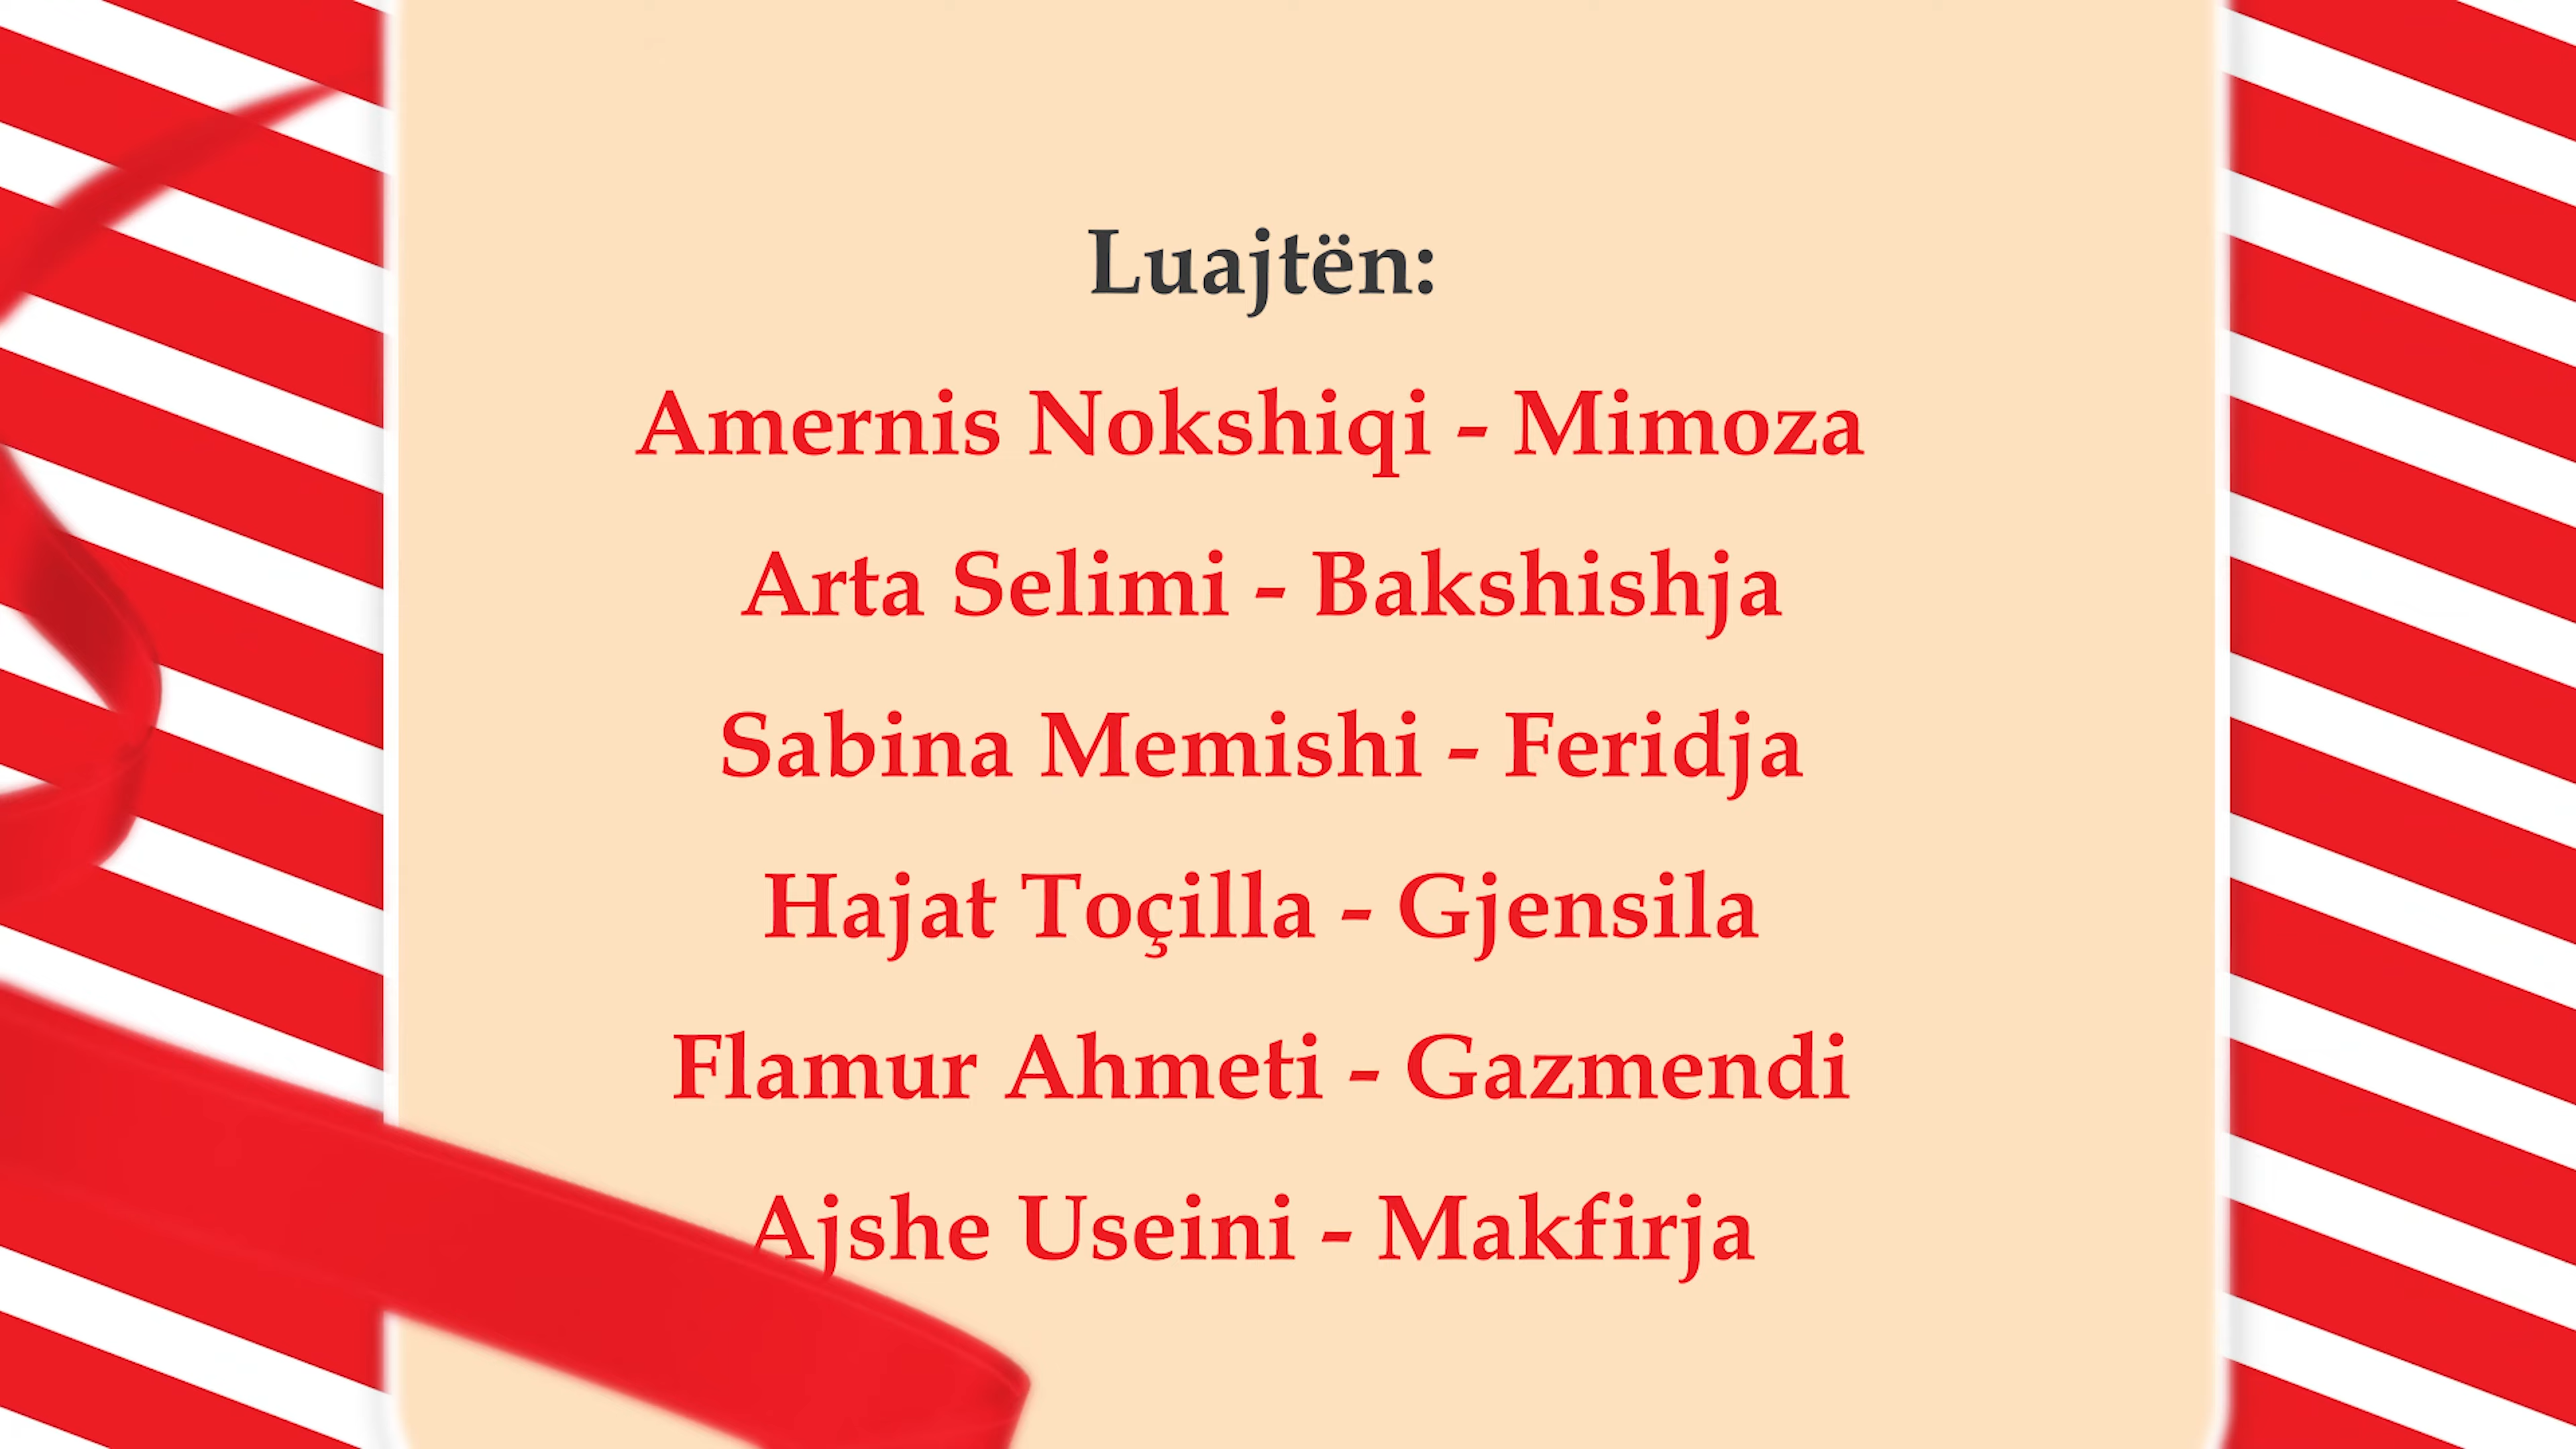 Luajtën:
Amernis Nokshiqi - Mimoza
Arta Selimi - Bakshishja
Sabina Memishi - Feridja
Hajat Toçilla - Gjensila
Flamur Ahmeti - Gazmendi
Ajshe Useini - Makfirja